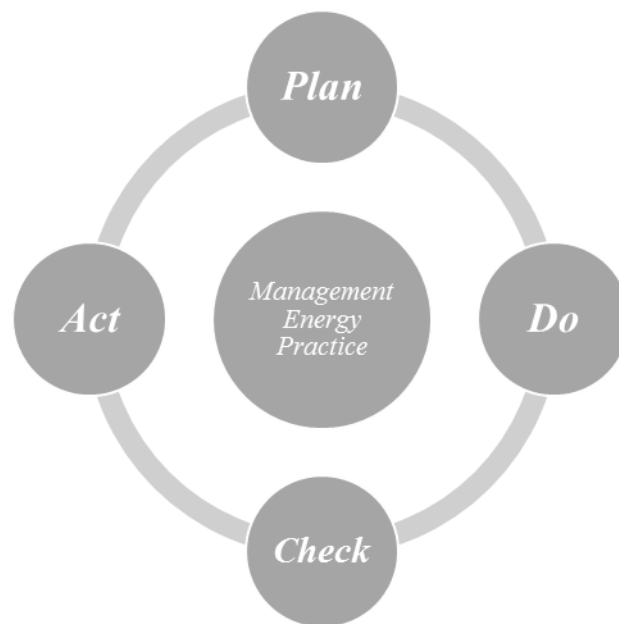 Plan
Management
Energy
Practice
Act
Do
Check